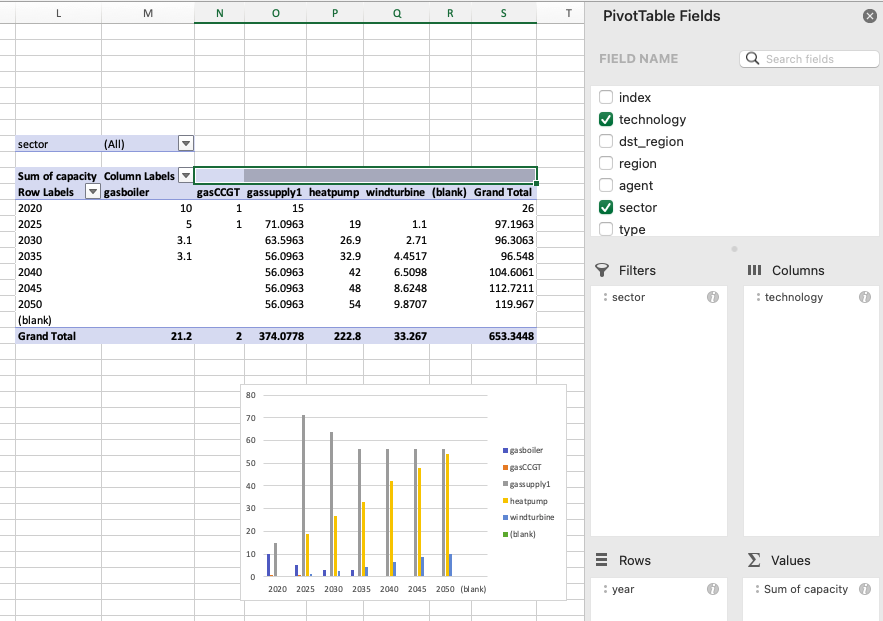 L M N O P Q R S T
sector (All)
Sum of capacity Column Labels
Row Labels gasboiler gasCCGT gassupply1 heatpump windturbine (blank) Grand Total
2020 10 1 15 26
2025 5 1 71.0963 19 1.1 97.1963
2030 3.1 63.5963 26.9 2.71 96.3063
2035 3.1 56.0963 32.9 4.4517 96.548
2040 56.0963 42 6.5098 104.6061
2045 56.0963 48 8.6248 112.7211
2050 56.0963 54 9.8707 119.967
(blank)
Grand Total 21.2 2 374.0778 222.8 33.267 653.3448
80
70
60
50
40
30
20
10
0
2020 2025 2030 2035 2040 2045 2050 (blank)
gasboiler
gasCCGT
gassupply1
heatpump
windturbine
(blank)
PivotTable Fields
FIELD NAME Search fields
index
technology
dst_region
region
agent
sector
type
Filters Columns
sector technology
Rows Values
year Sum of capacity